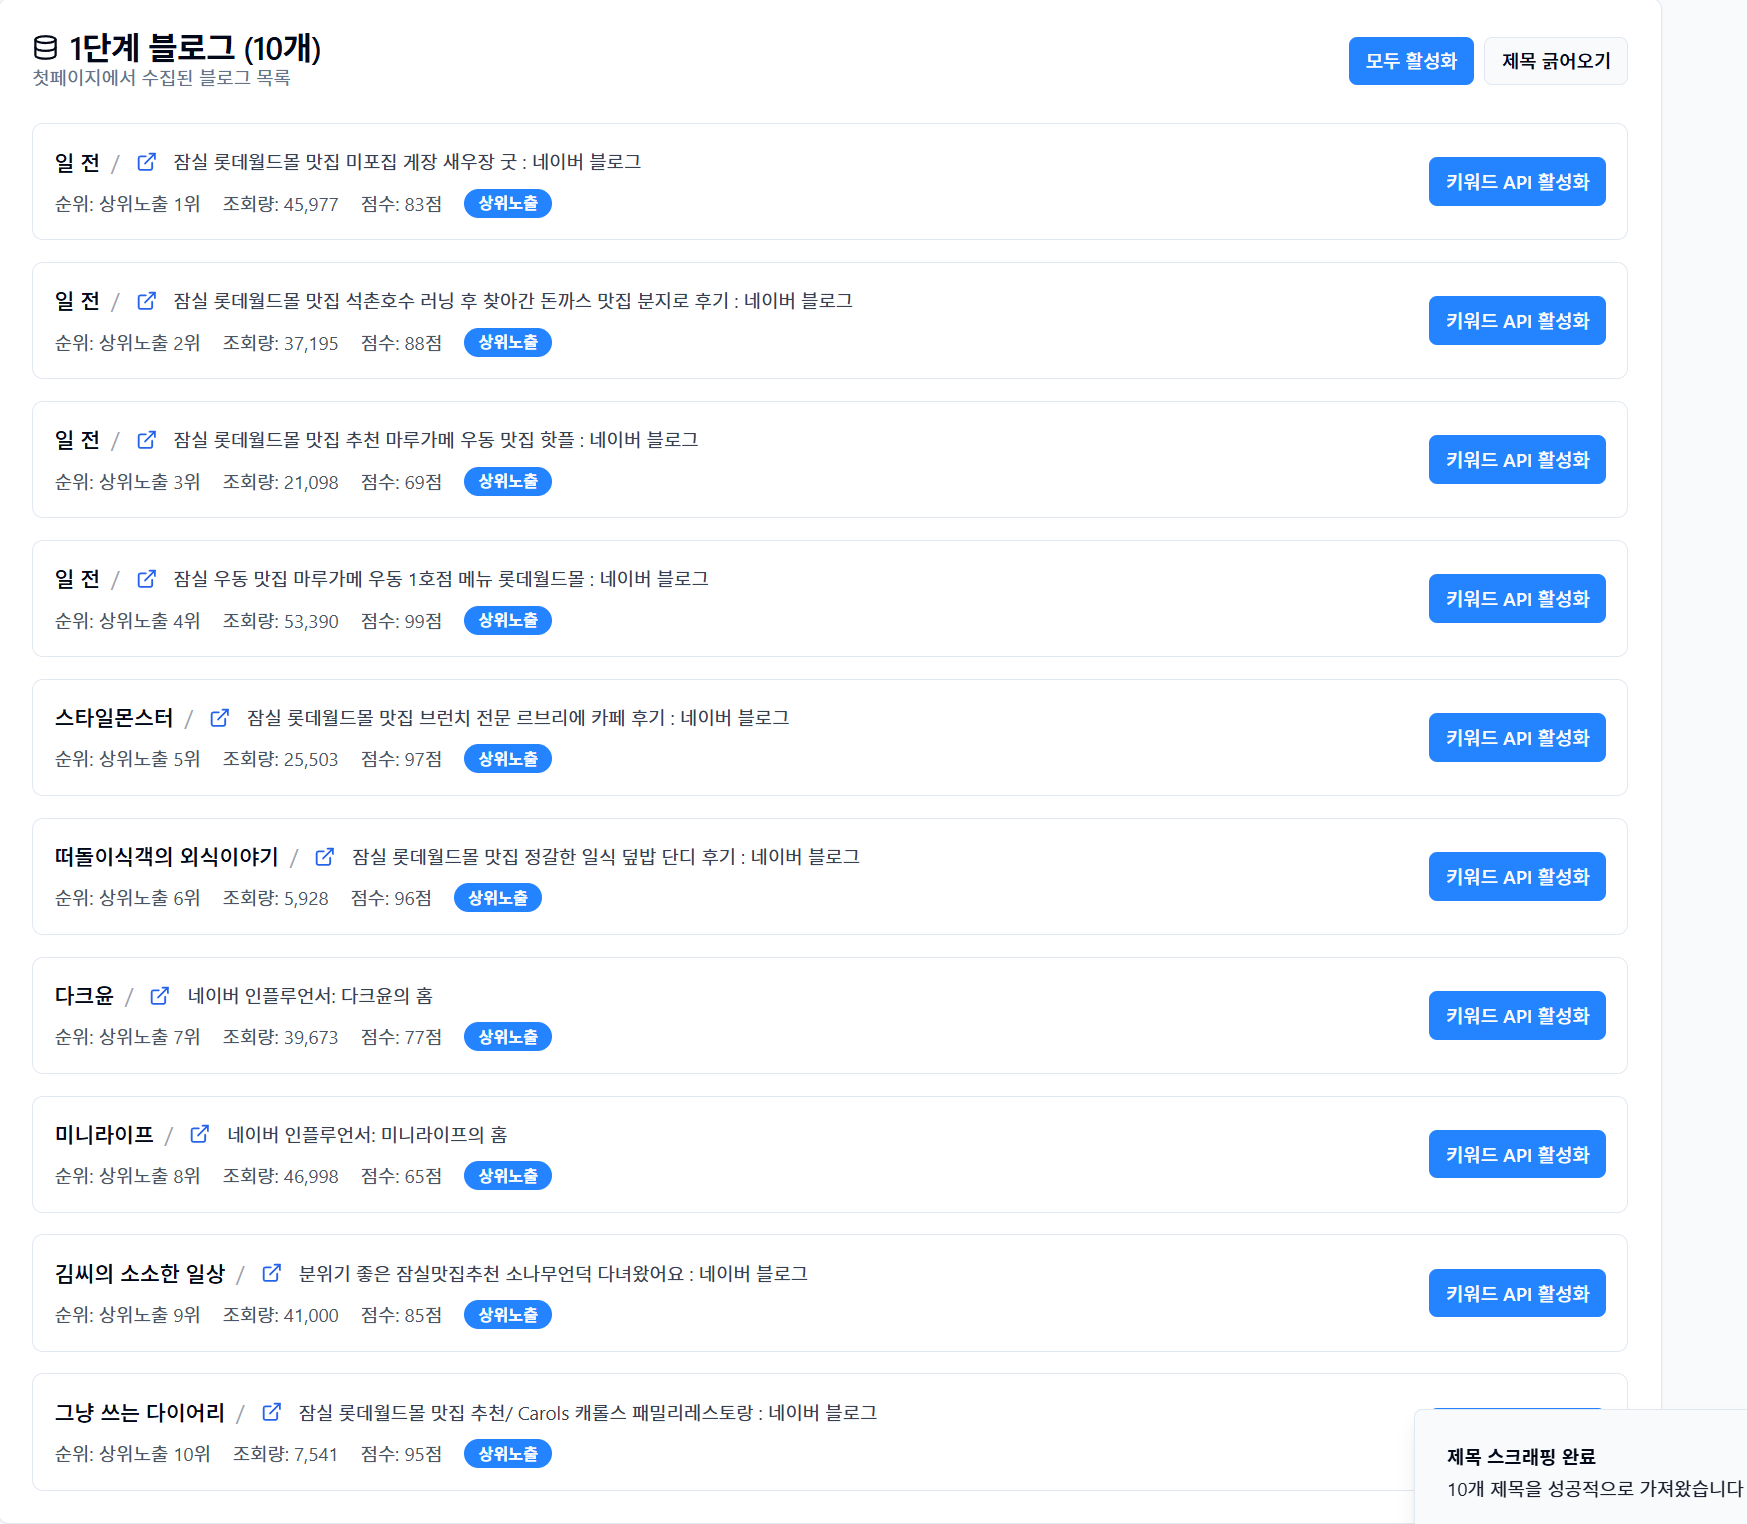 1단계 블로그 (10개)
첫페이지에서 수집된 블로그 목록
모두 활성화
제목 긁어오기
일 전 / 잠실 롯데월드몰 맛집 미포집 게장 새우장 굿 : 네이버 블로그
순위: 상위노출 1위 조회량: 45,977 점수: 83점 상위노출
키워드 API 활성화
일 전 / 잠실 롯데월드몰 맛집 석촌호수 러닝 후 찾아간 돈까스 맛집 분지로 후기 : 네이버 블로그
순위: 상위노출 2위 조회량: 37,195 점수: 88점 상위노출
키워드 API 활성화
일 전 / 잠실 롯데월드몰 맛집 추천 마루가메 우동 맛집 핫플 : 네이버 블로그
순위: 상위노출 3위 조회량: 21,098 점수: 69점 상위노출
키워드 API 활성화
일 전 / 잠실 우동 맛집 마루가메 우동 1호점 메뉴 롯데월드몰 : 네이버 블로그
순위: 상위노출 4위 조회량: 53,390 점수: 99점 상위노출
키워드 API 활성화
스타일몬스터 / 잠실 롯데월드몰 맛집 브런치 전문 르브리에 카페 후기 : 네이버 블로그
순위: 상위노출 5위 조회량: 25,503 점수: 97점 상위노출
키워드 API 활성화
떠돌이식객의 외식이야기 / 잠실 롯데월드몰 맛집 정갈한 일식 덮밥 단디 후기 : 네이버 블로그
순위: 상위노출 6위 조회량: 5,928 점수: 96점 상위노출
키워드 API 활성화
다크윤 / 네이버 인플루언서: 다크윤의 홈
순위: 상위노출 7위 조회량: 39,673 점수: 77점 상위노출
키워드 API 활성화
미니라이프 / 네이버 인플루언서: 미니라이프의 홈
순위: 상위노출 8위 조회량: 46,998 점수: 65점 상위노출
키워드 API 활성화
김씨의 소소한 일상 / 분위기 좋은 잠실맛집추천 소나무언덕 다녀왔어요 : 네이버 블로그
순위: 상위노출 9위 조회량: 41,000 점수: 85점 상위노출
키워드 API 활성화
그냥 쓰는 다이어리 / 잠실 롯데월드몰 맛집 추천/ Carols 캐롤스 패밀리레스토랑 : 네이버 블로그
순위: 상위노출 10위 조회량: 7,541 점수: 95점 상위노출
제목 스크래핑 완료
10개 제목을 성공적으로 가져왔습니다